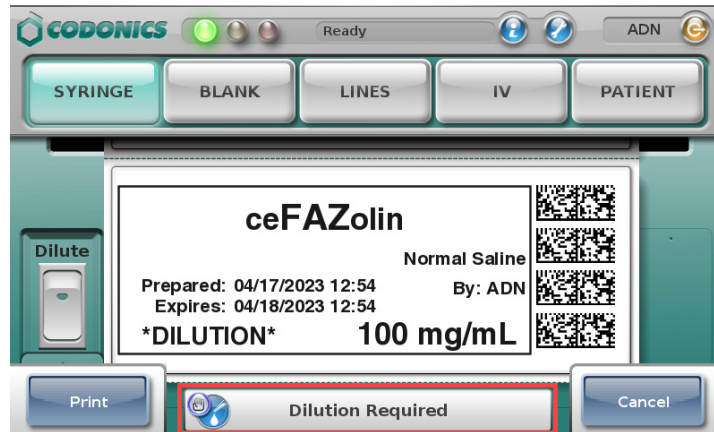 CODONICS Ready ADN
SYRINGE BLANK LINES IV PATIENT
ceFAZolin
Normal Saline
Dilute
Prepared: 04/17/2023 12:54 By: ADN
Expires: 04/18/2023 12:54
*DILUTION* 100 mg/mL
Print Dilution Required Cancel